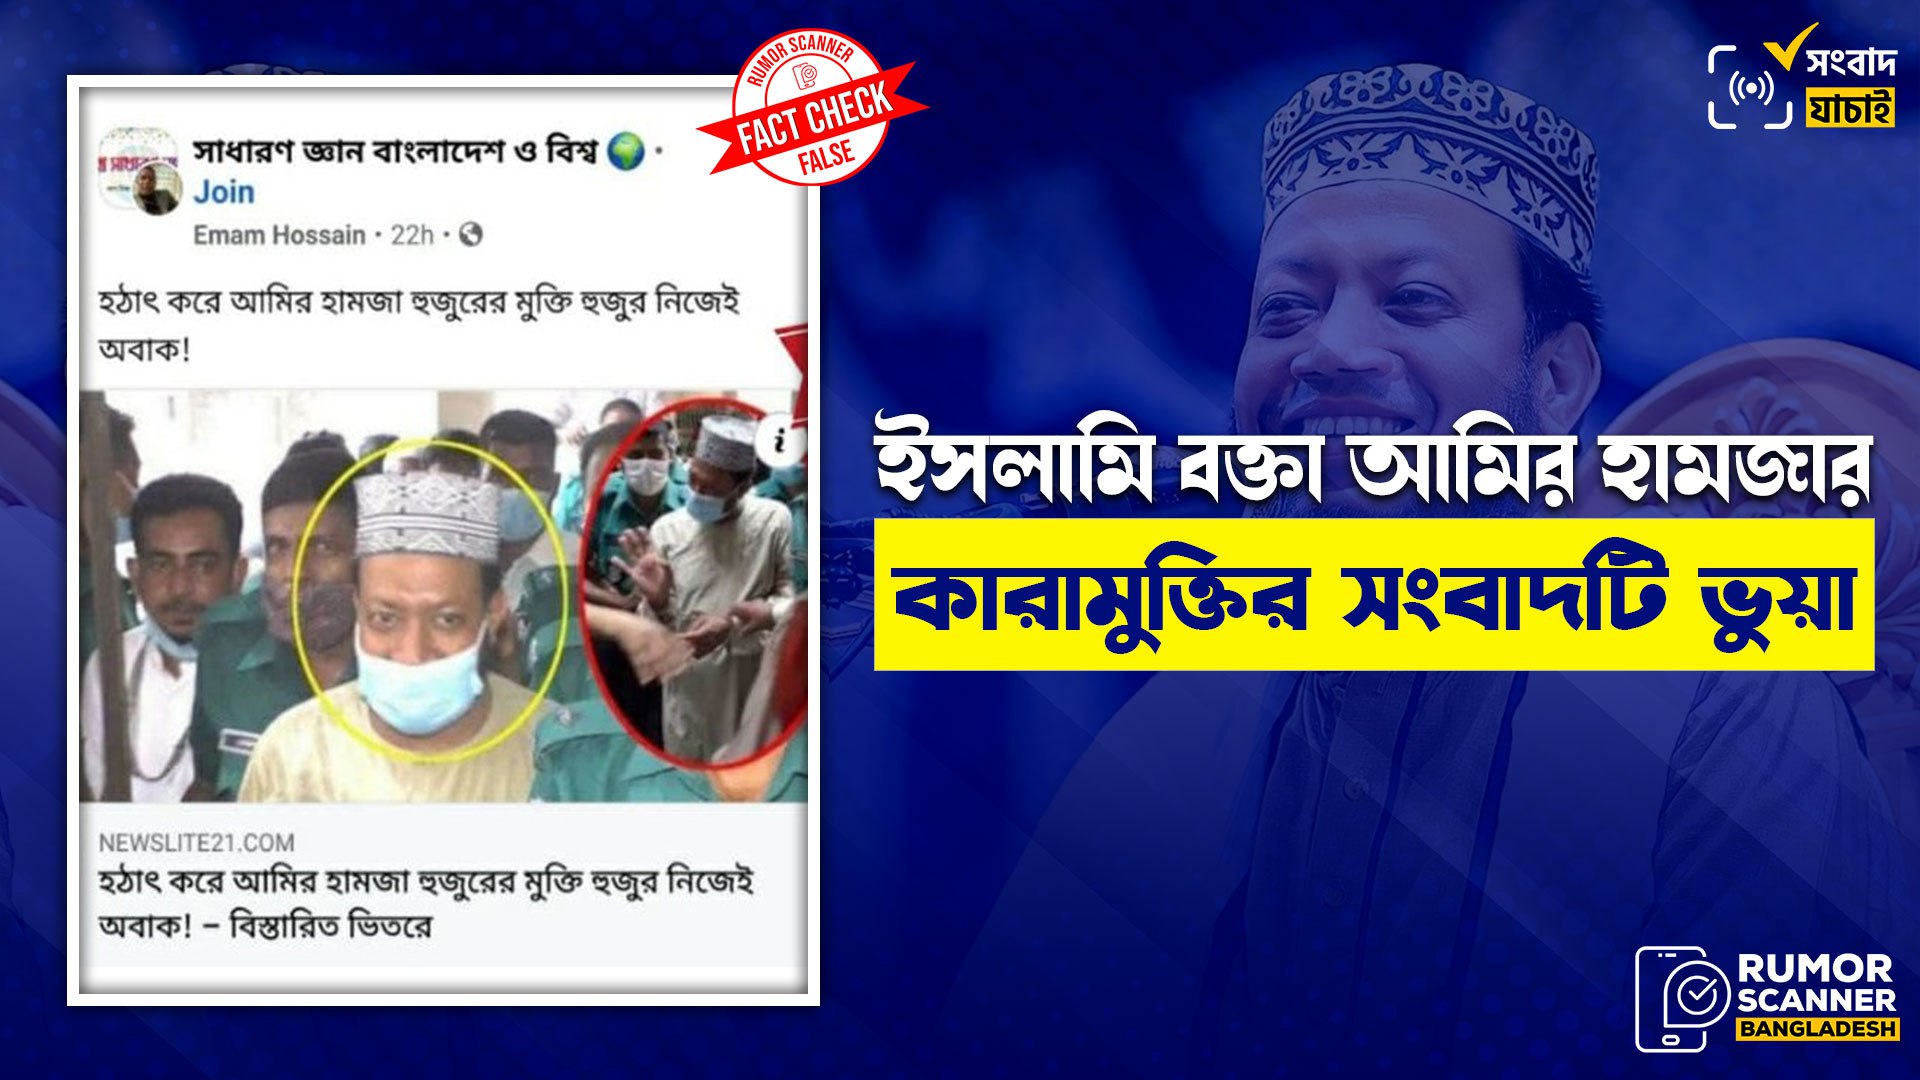 সাধারণ জ্ঞান বাংলাদেশ ও বিশ্ব
Join
Emam Hossain • 22h •
হঠাৎ করে আমির হামজা হুজুরের মুক্তি হুজুর নিজেই
অবাক!
NEWSLITE21.COM
হঠাৎ করে আমির হামজা হুজুরের মুক্তি হুজুর নিজেই
অবাক! – বিস্তারিত ভিতরে
RUMOR SCANNER
FACT CHECK
FALSE
সংবাদ
যাচাই
ইসলামি বক্তা আমির হামজার
কারামুক্তির সংবাদটি ভুয়া
RUMOR
SCANNER
BANGLADESH